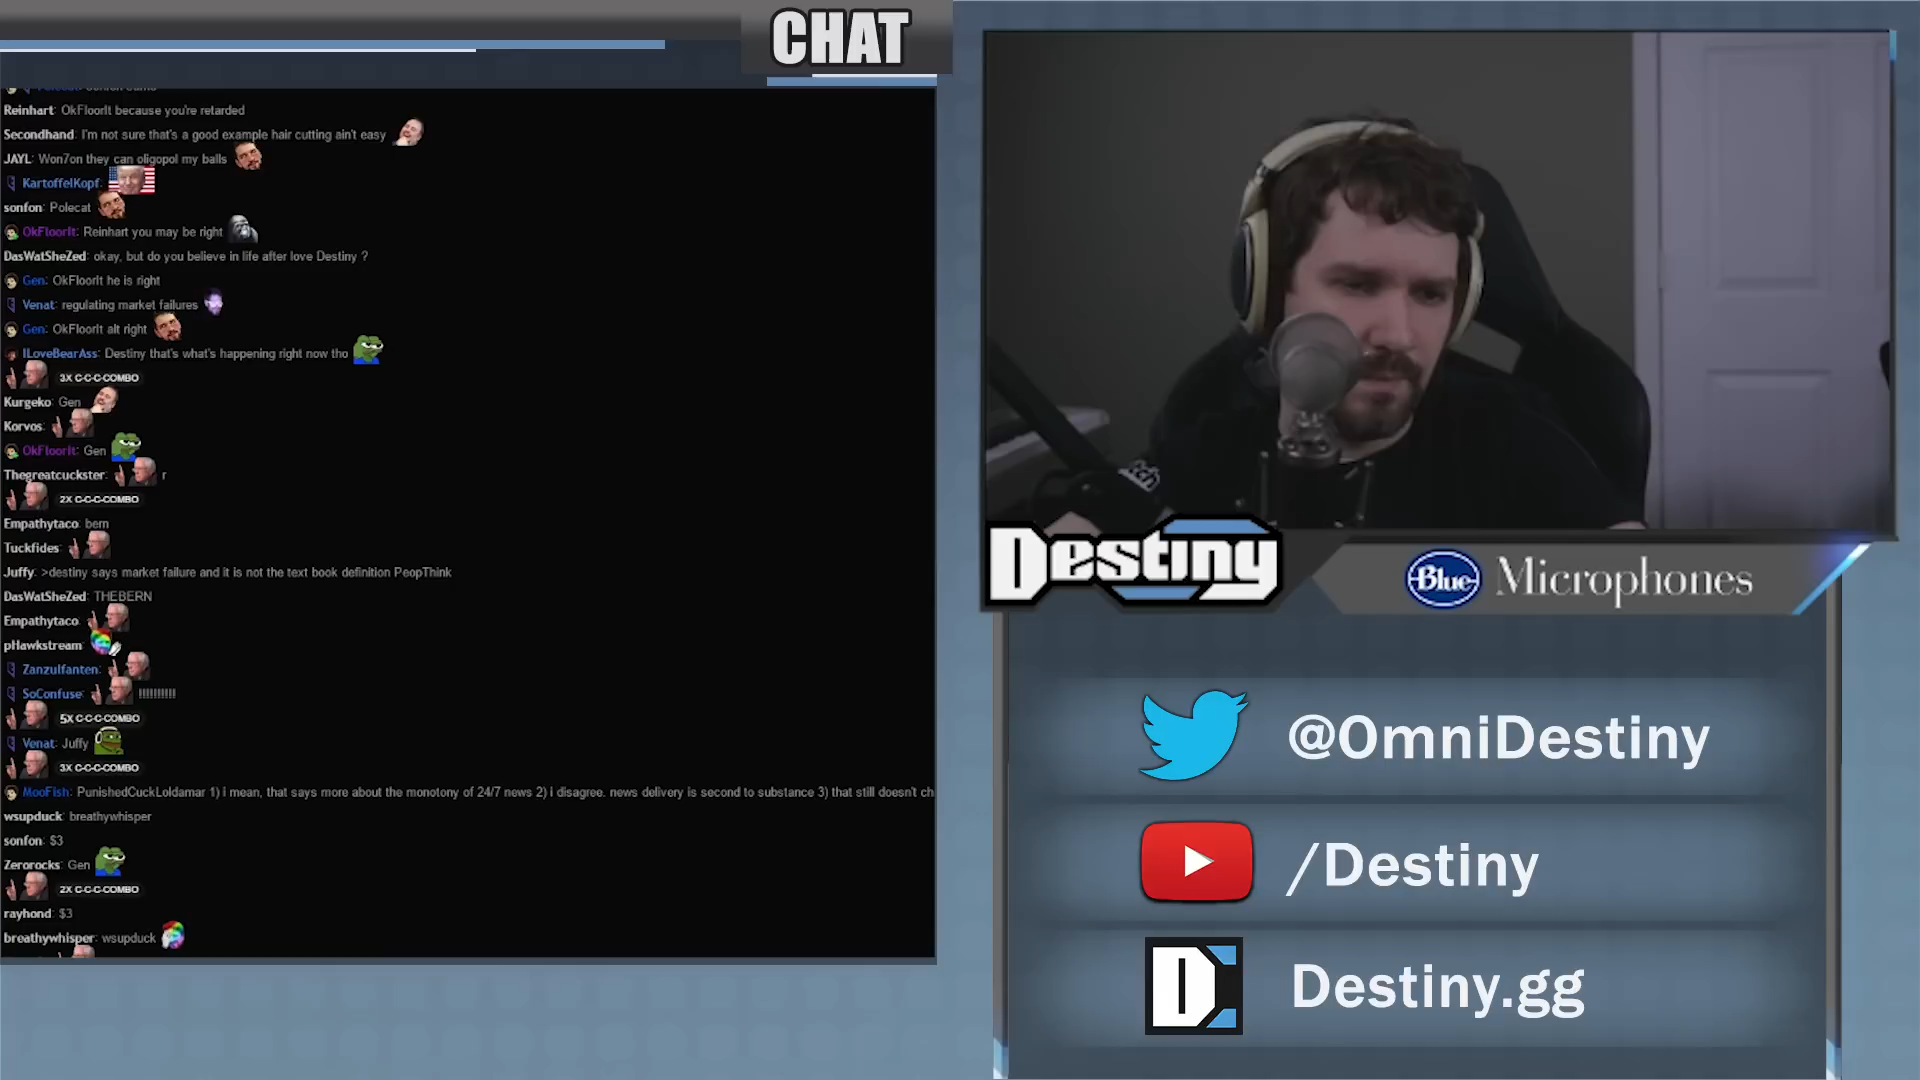 CHAT
Reinhart: OkFloorIt because you're retarded
Secondhand: I'm not sure that's a good example hair cutting ain't easy
JAYL: Won7on they can oligopol my balls
KartoffelKopf:
sonfon: Polecat
OkFloorIt: Reinhart you may be right
DasWatSheZed: okay, but do you believe in life after love Destiny ?
Gen: OkFloorIt he is right
Venat: regulating market failures
Gen: OkFloorIt alt right
ILoveBearAss: Destiny that's what's happening right now tho
3X C-C-C-COMBO
Kurgeko: Gen
Korvos:
OkFloorIt: Gen
Thegreatcuckster: r
2X C-C-C-COMBO
Empathytaco: bern
Tuckfides:
Juffy: >destiny says market failure and it is not the text book definition PeopThink
DasWatSheZed: THEBERN
Empathytaco:
pHawkstream:
Zanzulfanten:
SoConfuse: !!!!!!!!!!
5X C-C-C-COMBO
Venat: Juffy
3X C-C-C-COMBO
MooFish: PunishedCuckLoldamar 1) i mean, that says more about the monotony of 24/7 news 2) i disagree. news delivery is second to substance 3) that still doesn't ch
wsupduck: breathywhisper
sonfon: $3
Zerorocks: Gen
2X C-C-C-COMBO
rayhond: $3
breathywhisper: wsupduck
Destiny
Blue Microphones
@OmniDestiny
/Destiny
Destiny.gg